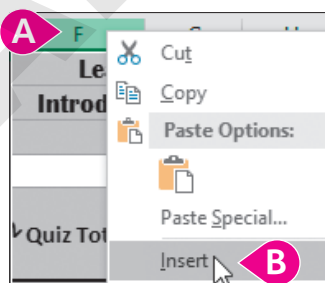 A
F
Cut
Le
Introd
Copy
Paste Options:
Paste Special...
Quiz Tot
Insert
B